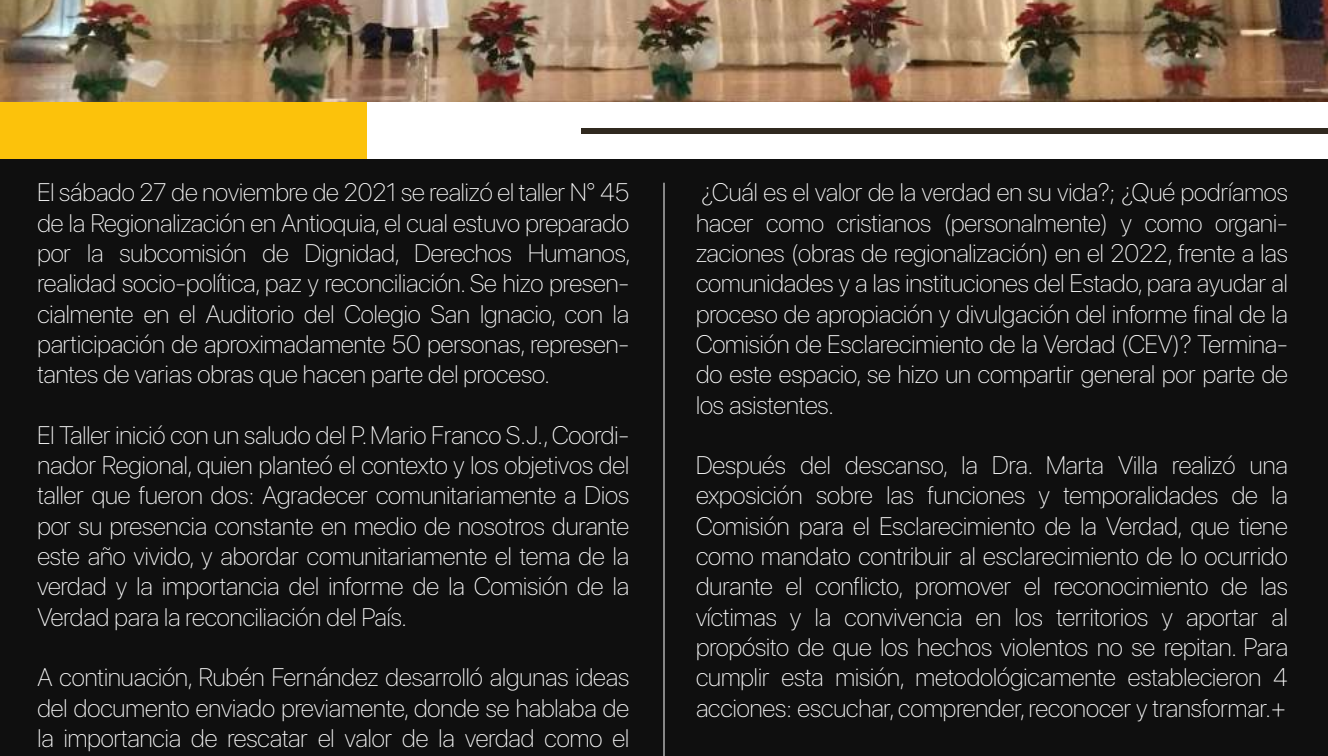 El sábado 27 de noviembre de 2021 se realizó el taller N° 45
de la Regionalización en Antioquia, el cual estuvo preparado
por la subcomisión de Dignidad, Derechos Humanos,
realidad socio-política, paz y reconciliación. Se hizo presen-
cialmente en el Auditorio del Colegio San Ignacio, con la
participación de aproximadamente 50 personas, represen-
tantes de varias obras que hacen parte del proceso.
El Taller inició con un saludo del P. Mario Franco S.J., Coordi-
nador Regional, quien planteó el contexto y los objetivos del
taller que fueron dos: Agradecer comunitariamente a Dios
por su presencia constante en medio de nosotros durante
este año vivido, y abordar comunitariamente el tema de la
verdad y la importancia del informe de la Comisión de la
Verdad para la reconciliación del País.
A continuación, Rubén Fernández desarrolló algunas ideas
del documento enviado previamente, donde se hablaba de
la importancia de rescatar el valor de la verdad como el
¿Cuál es el valor de la verdad en su vida?; ¿Qué podríamos
hacer como cristianos (personalmente) y como organi-
zaciones (obras de regionalización) en el 2022, frente a las
comunidades y a las instituciones del Estado, para ayudar al
proceso de apropiación y divulgación del informe final de la
Comisión de Esclarecimiento de la Verdad (CEV)? Termina-
do este espacio, se hizo un compartir general por parte de
los asistentes.
Después del descanso, la Dra. Marta Villa realizó una
exposición sobre las funciones y temporalidades de la
Comisión para el Esclarecimiento de la Verdad, que tiene
como mandato contribuir al esclarecimiento de lo ocurrido
durante el conflicto, promover el reconocimiento de las
víctimas y la convivencia en los territorios y aportar al
propósito de que los hechos violentos no se repitan. Para
cumplir esta misión, metodológicamente establecieron 4
acciones: escuchar, comprender, reconocer y transformar.+